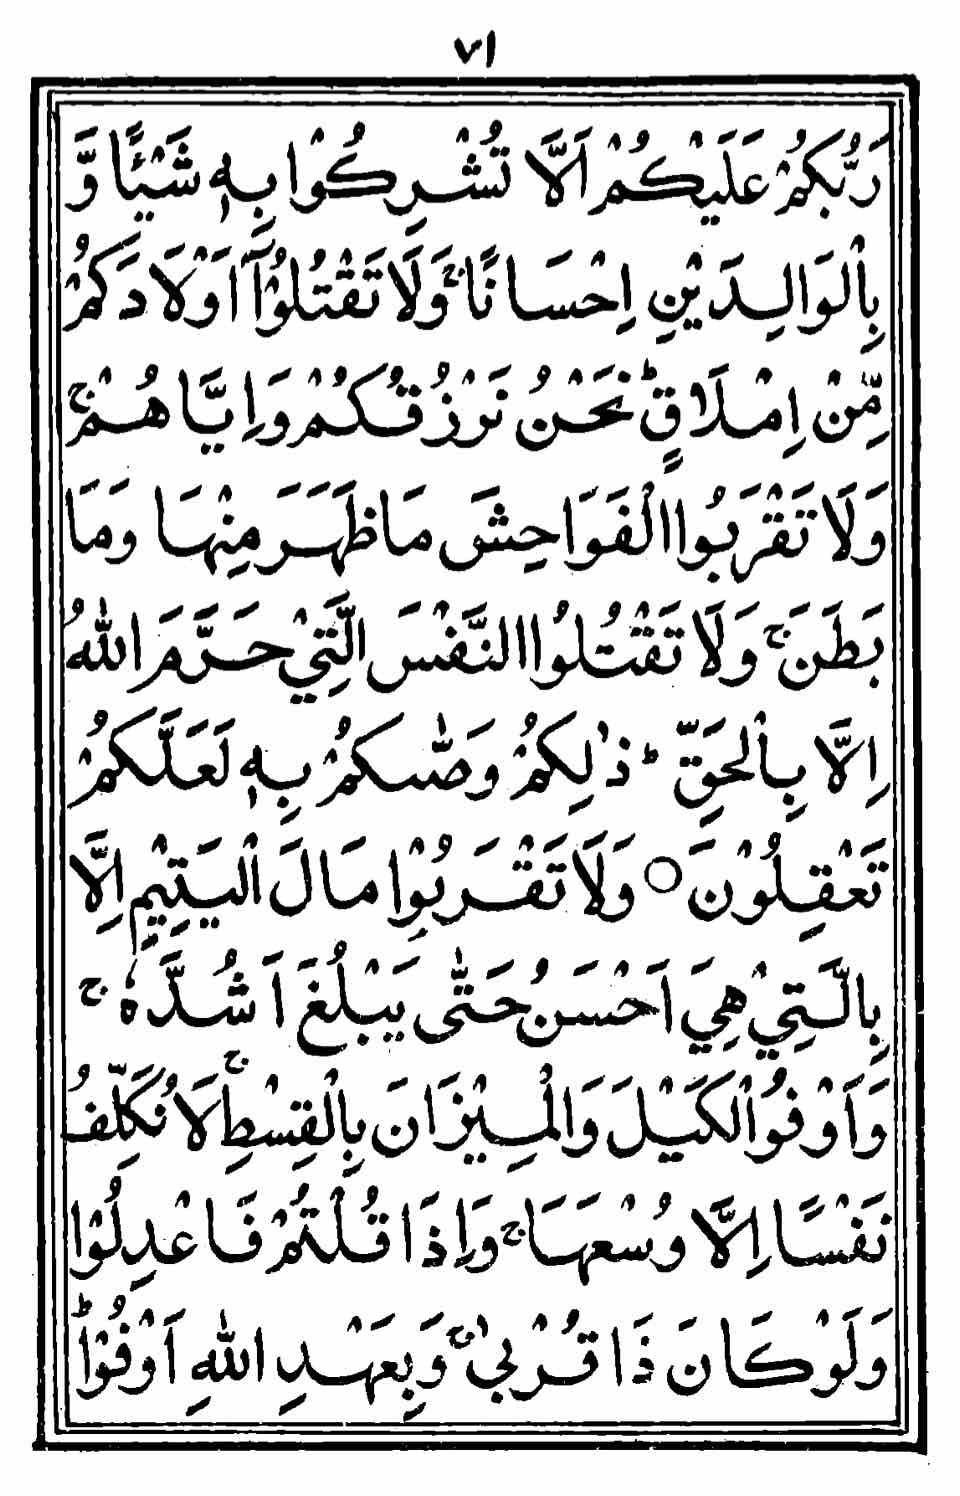 ٧١
رَبُّكُمْ عَلَيْكُمْ اَلَّا تُشْرِكُوْا بِهٖ شَيْـًٔا وَّ
بِالْوَالِدَيْنِ اِحْسَانًا ۚ وَلَا تَقْتُلُوْۤا اَوْلَادَكُمْ
مِّنْ اِمْلَاقٍ ؕ نَحْنُ نَرْزُقُكُمْ وَاِيَّاهُمْ ۚ
وَلَا تَقْرَبُوا الْفَوَاحِشَ مَا ظَهَرَ مِنْهَا وَمَا
بَطَنَ ۚ وَلَا تَقْتُلُوا النَّفْسَ الَّتِيْ حَرَّمَ اللّٰهُ
اِلَّا بِالْحَقِّ ؕ ذٰلِكُمْ وَصّٰىكُمْ بِهٖ لَعَلَّكُمْ
تَعْقِلُوْنَ ○ وَلَا تَقْرَبُوْا مَالَ الْيَتِيْمِ اِلَّا
بِالَّتِيْ هِيَ اَحْسَنُ حَتّٰى يَبْلُغَ اَشُدَّهٗ ۚ
وَاَوْفُوا الْكَيْلَ وَالْمِيْزَانَ بِالْقِسْطِ ۚ لَا نُكَلِّفُ
نَفْسًا اِلَّا وُسْعَهَا ۚ وَاِذَا قُلْتُمْ فَاعْدِلُوْا
وَلَوْ كَانَ ذَا قُرْبٰى ۚ وَبِعَهْدِ اللّٰهِ اَوْفُوْا ؕ